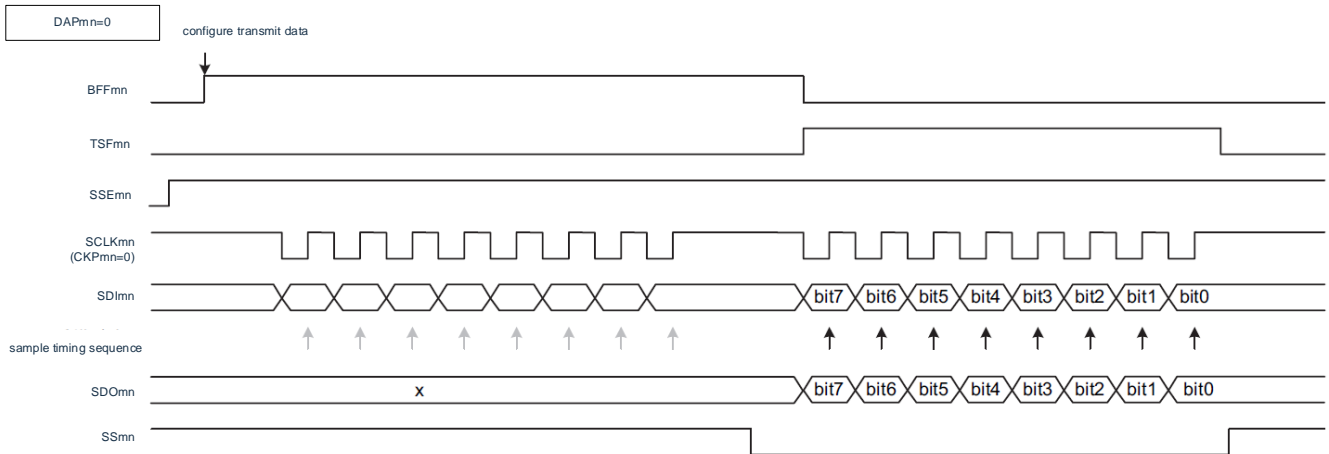 DAPmn=0
configure transmit data
BFFmn
TSFmn
SSEmn
SCLKmn
(CKPmn=0)
SDImn
bit7 bit6 bit5 bit4 bit3 bit2 bit1 bit0
sample timing sequence
SDOmn
x bit7 bit6 bit5 bit4 bit3 bit2 bit1 bit0
SSmn